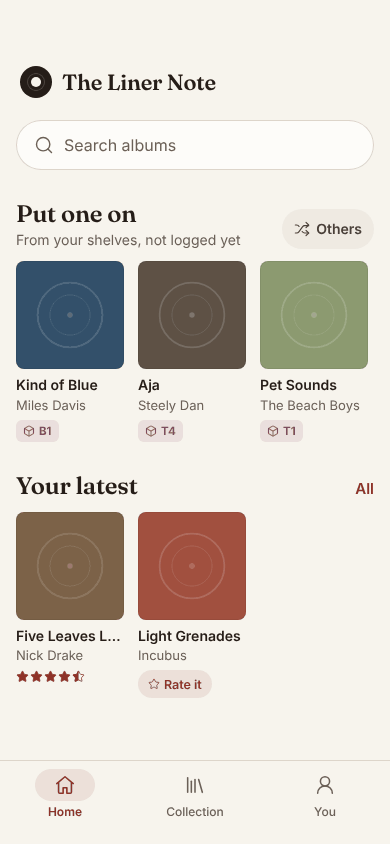 The Liner Note
Search albums
Put one on
From your shelves, not logged yet
Others
Kind of Blue
Miles Davis
B1
Aja
Steely Dan
T4
Pet Sounds
The Beach Boys
T1
Your latest
All
Five Leaves L...
Nick Drake
Light Grenades
Incubus
Rate it
Home
Collection
You